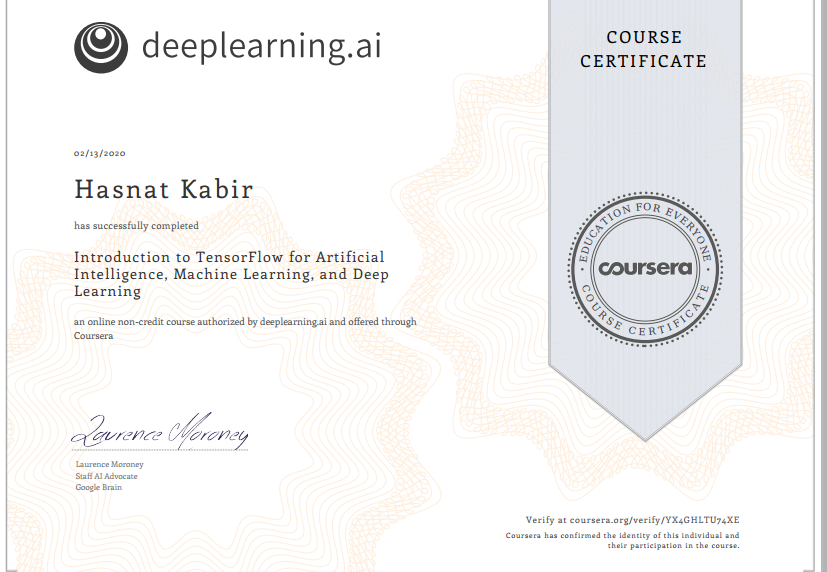 deeplearning.ai
COURSE
CERTIFICATE
02/13/2020
Hasnat Kabir
has successfully completed
Introduction to TensorFlow for Artificial
Intelligence, Machine Learning, and Deep
Learning
an online non-credit course authorized by deeplearning.ai and offered through
Coursera
EDUCATION FOR EVERYONE
coursera
COURSE CERTIFICATE
Laurence Moroney
Laurence Moroney
Staff AI Advocate
Google Brain
Verify at coursera.org/verify/YX4GHLTU74XE
Coursera has confirmed the identity of this individual and
their participation in the course.